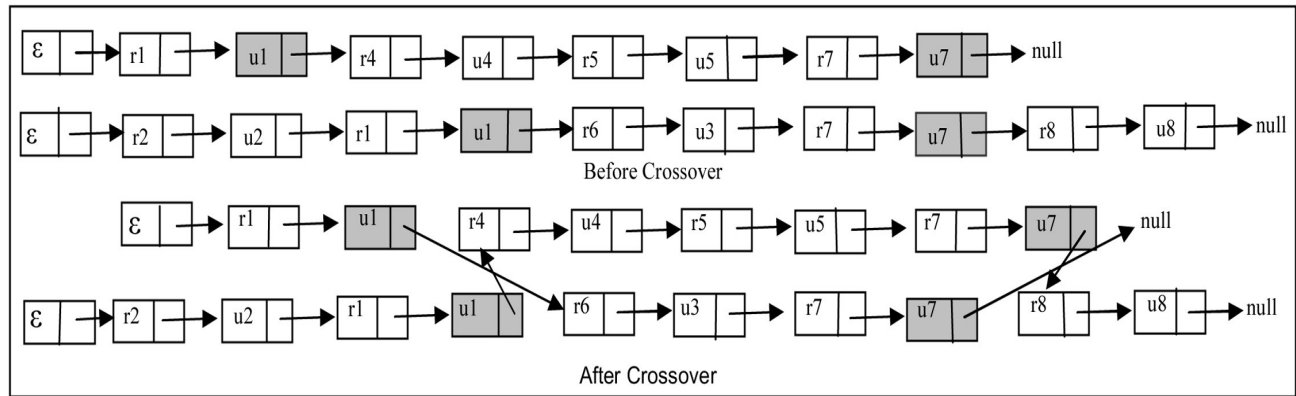 ε r1 u1 r4 u4 r5 u5 r7 u7 null
ε r2 u2 r1 u1 r6 u3 r7 u7 r8 u8 null
Before Crossover
ε r1 u1 r4 u4 r5 u5 r7 u7 null
ε r2 u2 r1 u1 r6 u3 r7 u7 r8 u8 null
After Crossover